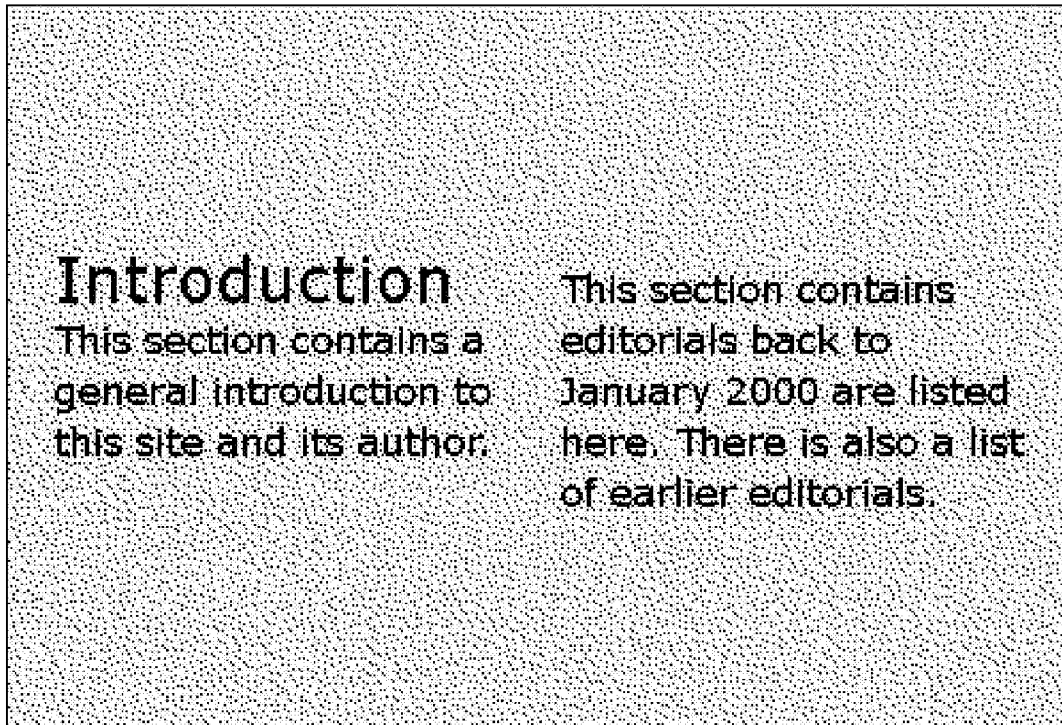 Introduction
This section contains a
general introduction to
this site and its author.
This section contains
editorials back to
January 2000 are listed
here. There is also a list
of earlier editorials.